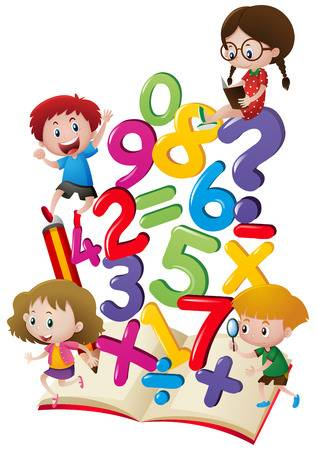 0
9 8 ?
2 = 6 -
4 5 ×
3
+ 1 7
÷ +